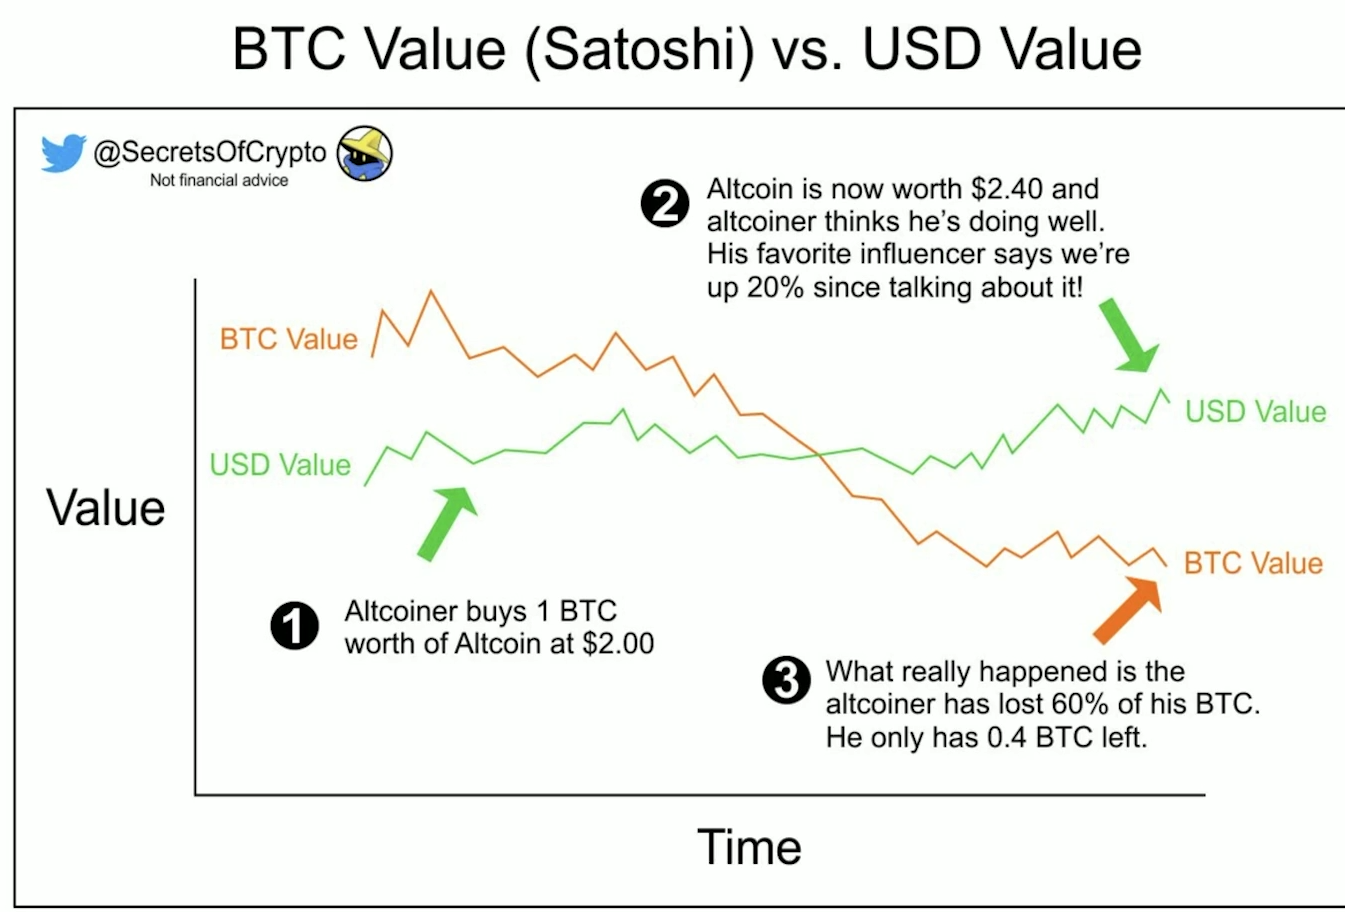 BTC Value (Satoshi) vs. USD Value
@SecretsOfCrypto
Not financial advice
2
Altcoin is now worth $2.40 and
altcoiner thinks he's doing well.
His favorite influencer says we're
up 20% since talking about it!
BTC Value
USD Value
USD Value
Value
BTC Value
1
Altcoiner buys 1 BTC
worth of Altcoin at $2.00
3
What really happened is the
altcoiner has lost 60% of his BTC.
He only has 0.4 BTC left.
Time